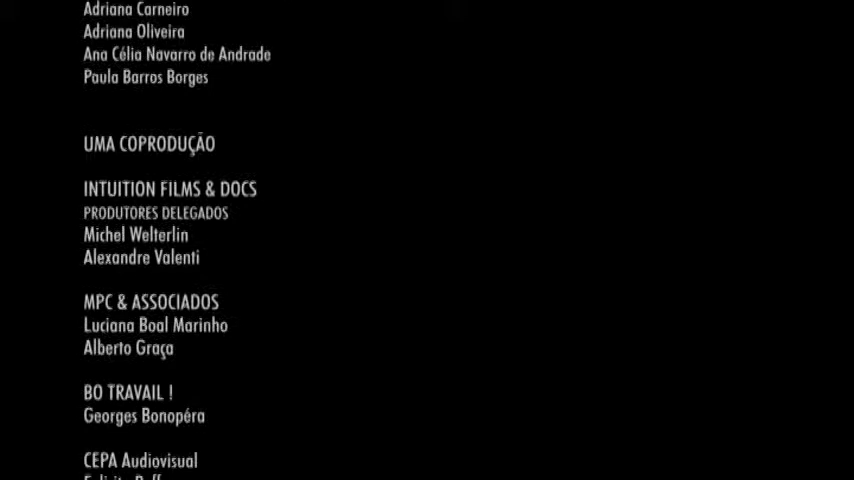 Adriana Carneiro
Adriana Oliveira
Ana Célia Navarro de Andrade
Paula Barros Borges
UMA COPRODUÇÃO
INTUITION FILMS & DOCS
PRODUTORES DELEGADOS
Michel Welterlin
Alexandre Valenti
MPC & ASSOCIADOS
Luciana Boal Marinho
Alberto Graça
BO TRAVAIL !
Georges Bonopéra
CEPA Audiovisual